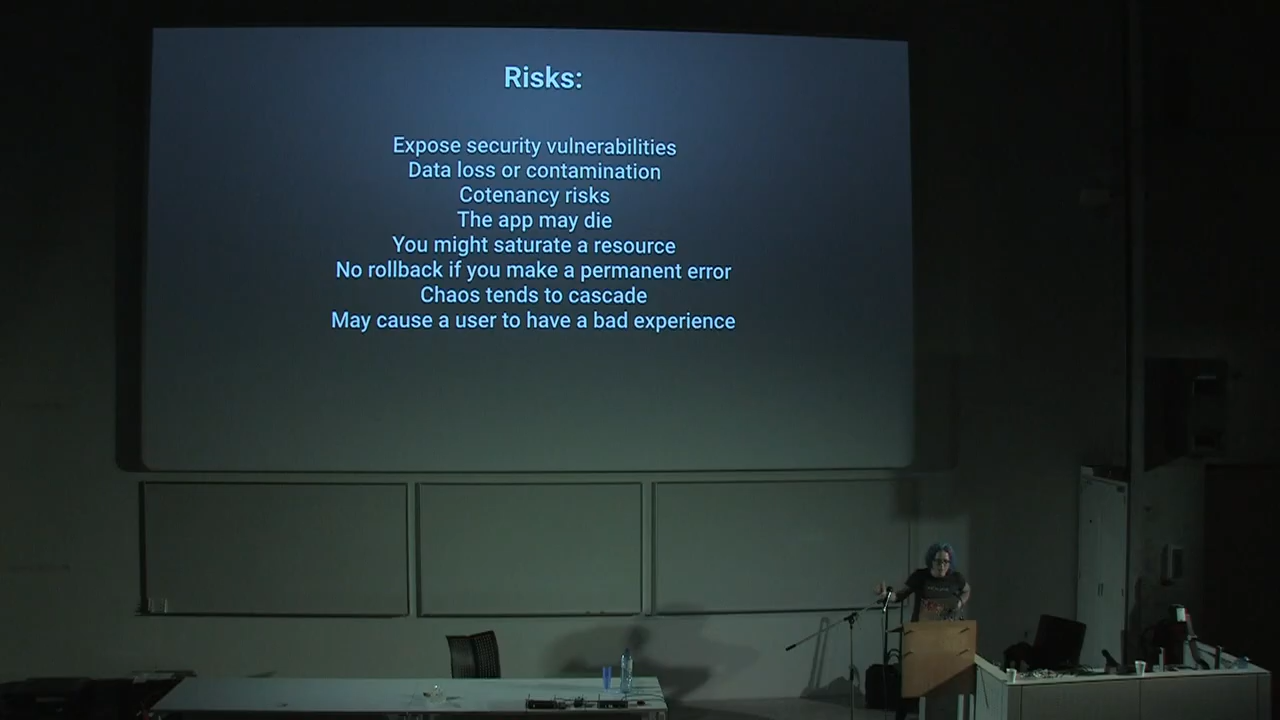 Risks:
Expose security vulnerabilities
Data loss or contamination
Cotenancy risks
The app may die
You might saturate a resource
No rollback if you make a permanent error
Chaos tends to cascade
May cause a user to have a bad experience